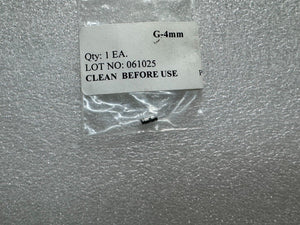 G-4mm
Qty: 1 EA.
LOT NO: 061025
CLEAN BEFORE USE
P